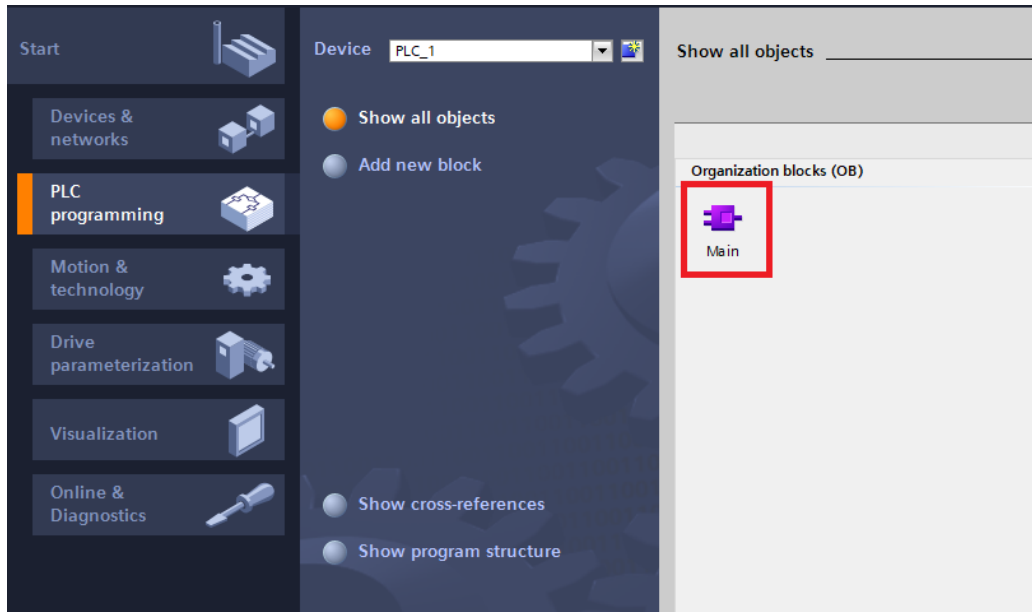 Start
Devices &
networks
PLC
programming
Motion &
technology
Drive
parameterization
Visualization
Online &
Diagnostics
Device PLC_1
Show all objects
Add new block
Show cross-references
Show program structure
Show all objects
Organization blocks (OB)
Main